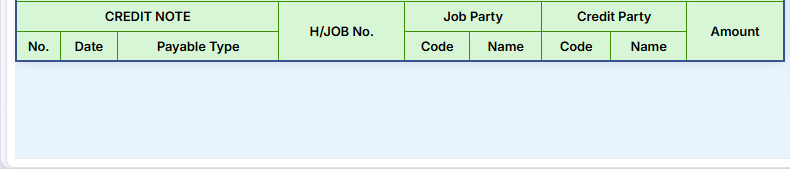 CREDIT NOTE H/JOB No. Job Party Credit Party Amount
No. Date Payable Type Code Name Code Name